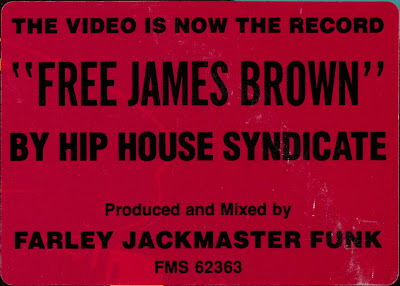 THE VIDEO IS NOW THE RECORD
"FREE JAMES BROWN"
BY HIP HOUSE SYNDICATE
Produced and Mixed by
FARLEY JACKMASTER FUNK
FMS 62363